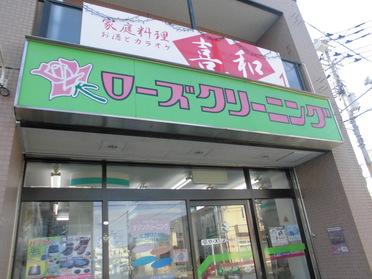 家庭料理
お酒とカラオケ
喜和
ローズクリーニング